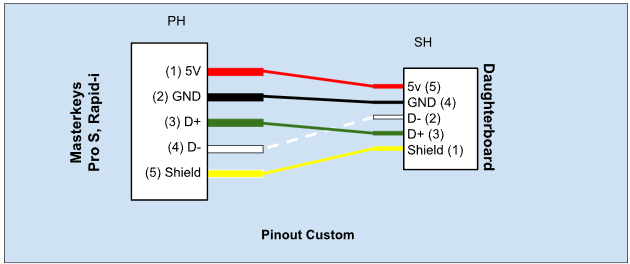 PH
SH
Masterkeys
Pro S, Rapid-i
(1) 5V
(2) GND
(3) D+
(4) D-
(5) Shield
5v (5)
GND (4)
D- (2)
D+ (3)
Shield (1)
Daughterboard
Pinout Custom